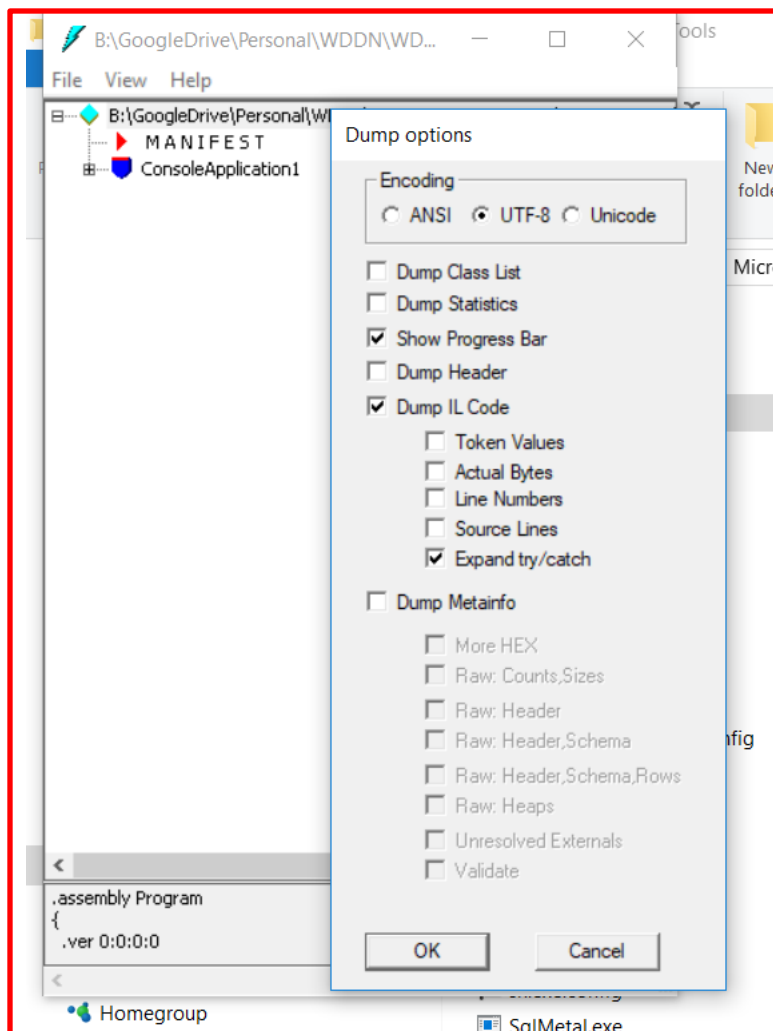 Tools
B:\GoogleDrive\Personal\WDDN\WD...
File View Help
B:\GoogleDrive\Personal\W
MANIFEST
ConsoleApplication1
Dump options
Encoding
ANSI UTF-8 Unicode
Dump Class List
Dump Statistics
Show Progress Bar
Dump Header
Dump IL Code
Token Values
Actual Bytes
Line Numbers
Source Lines
Expand try/catch
Dump Metainfo
More HEX
Raw: Counts,Sizes
Raw: Header
Raw: Header,Schema
Raw: Header,Schema,Rows
Raw: Heaps
Unresolved Externals
Validate
OK Cancel
New
folde
Micr
nfig
.assembly Program
{
.ver 0:0:0:0
Homegroup
SqlMetal.exe